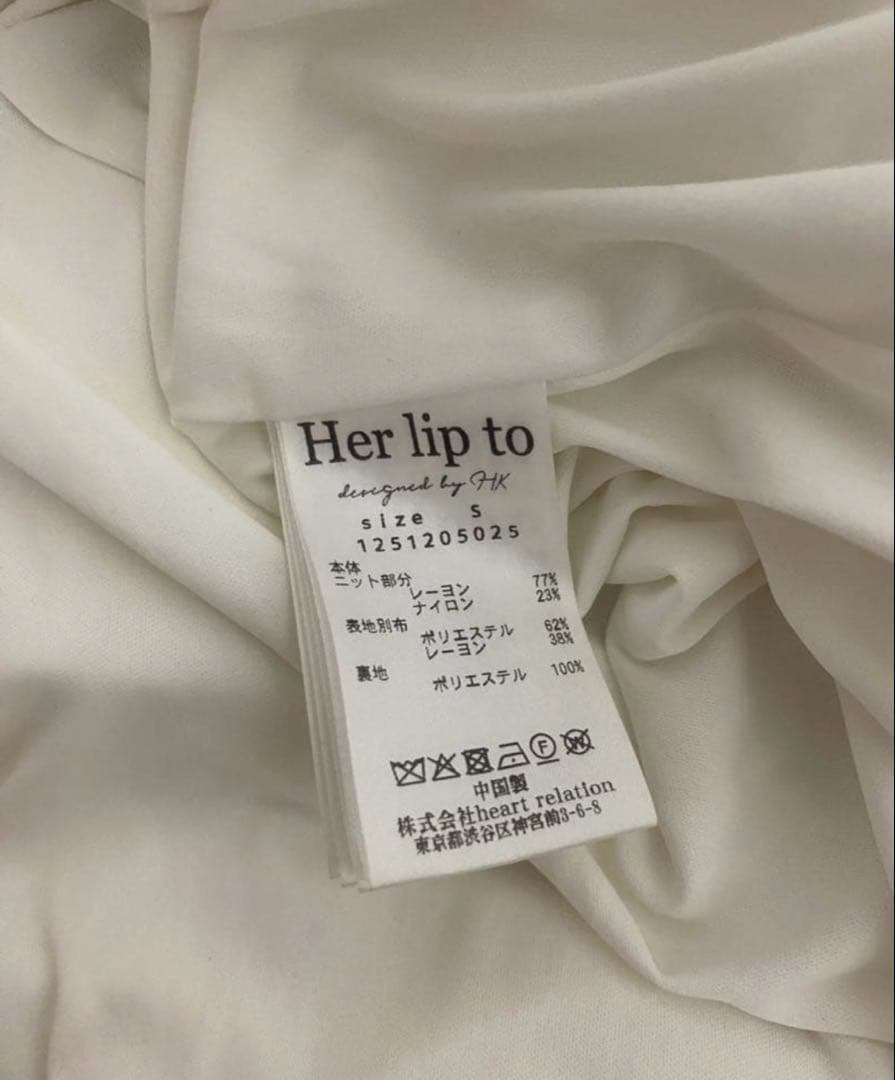 Her lip to
designed by HK
size S
1251205025
本体
ニット部分
レーヨン 77%
ナイロン 23%
表地別布
ポリエステル 62%
レーヨン 38%
裏地
ポリエステル 100%
F W
中国製
株式会社heart relation
東京都渋谷区神宮前3-6-8